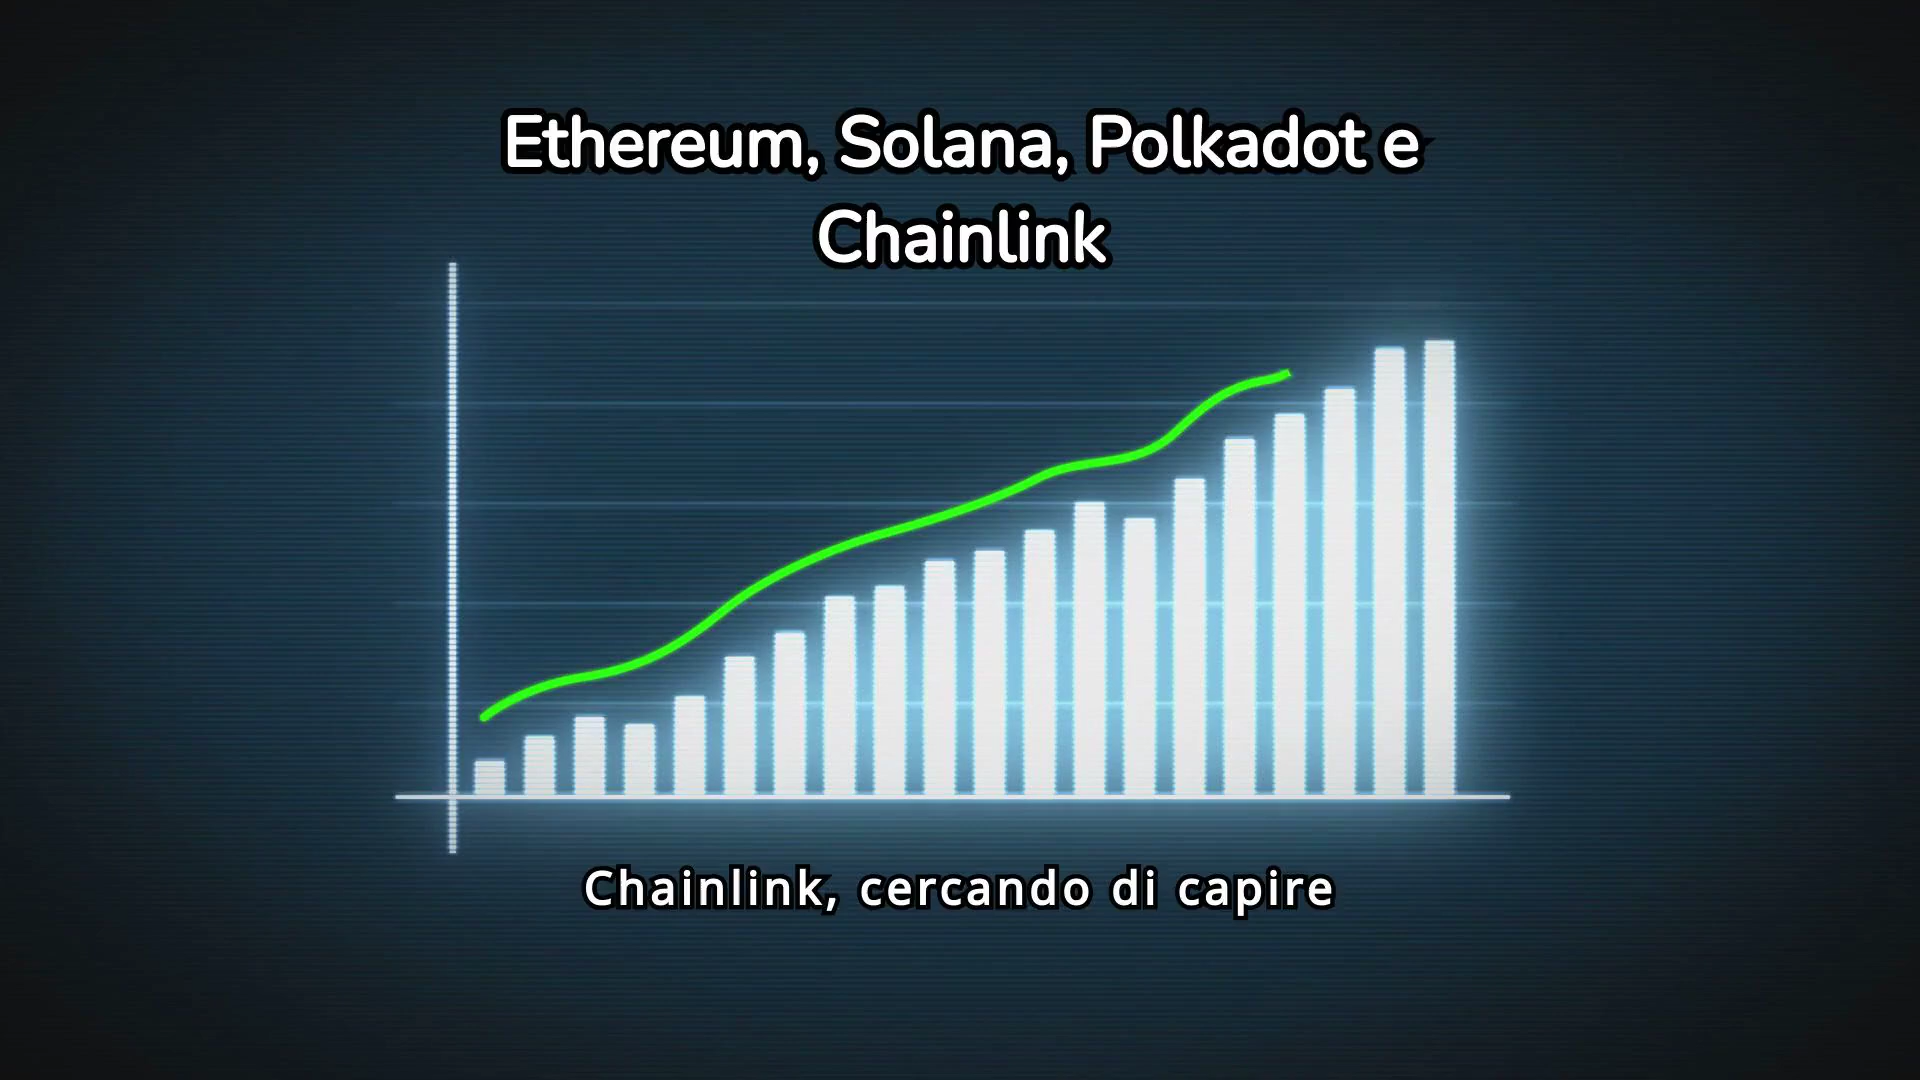 Ethereum, Solana, Polkadot e
Chainlink
Chainlink, cercando di capire